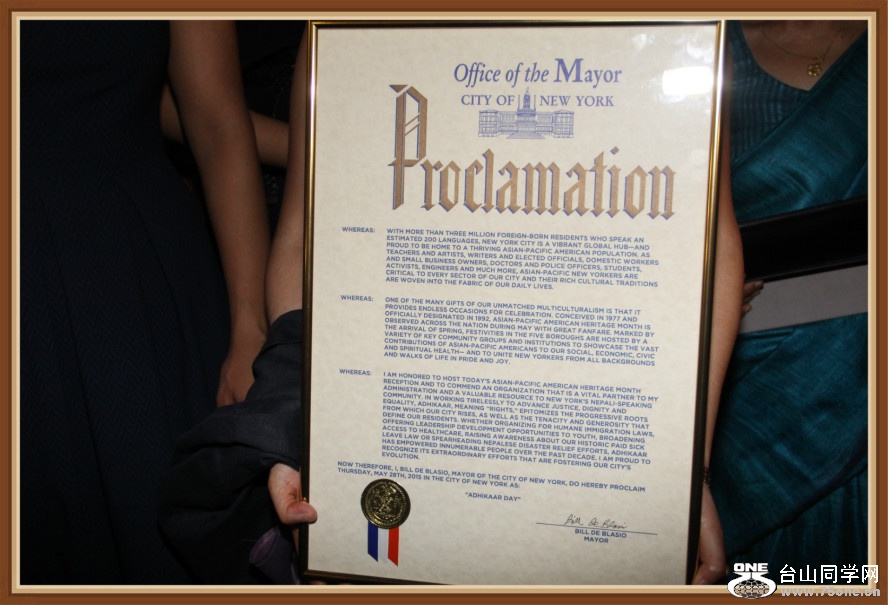 Office of the Mayor
CITY OF NEW YORK
Proclamation
WHEREAS: WITH MORE THAN THREE MILLION FOREIGN-BORN RESIDENTS WHO SPEAK AN
ESTIMATED 200 LANGUAGES, NEW YORK CITY IS A VIBRANT GLOBAL HUB—AND
PROUD TO BE HOME TO A THRIVING ASIAN-PACIFIC AMERICAN POPULATION. AS
TEACHERS AND ARTISTS, WRITERS AND ELECTED OFFICIALS, DOMESTIC WORKERS
AND SMALL BUSINESS OWNERS, DOCTORS AND POLICE OFFICERS, STUDENTS,
ACTIVISTS, ENGINEERS AND MUCH MORE, ASIAN-PACIFIC NEW YORKERS ARE
CRITICAL TO EVERY SECTOR OF OUR CITY AND THEIR RICH CULTURAL TRADITIONS
ARE WOVEN INTO THE FABRIC OF OUR DAILY LIVES.
WHEREAS: ONE OF THE MANY GIFTS OF OUR UNMATCHED MULTICULTURALISM IS THAT IT
PROVIDES ENDLESS OCCASIONS FOR CELEBRATION. CONCEIVED IN 1977 AND
OFFICIALLY DESIGNATED IN 1992, ASIAN-PACIFIC AMERICAN HERITAGE MONTH IS
OBSERVED ACROSS THE NATION DURING MAY WITH GREAT FANFARE. MARKED BY
THE ARRIVAL OF SPRING, FESTIVITIES IN THE FIVE BOROUGHS ARE HOSTED BY A
VARIETY OF KEY COMMUNITY GROUPS AND INSTITUTIONS TO SHOWCASE THE VAST
CONTRIBUTIONS OF ASIAN-PACIFIC AMERICANS TO OUR SOCIAL, ECONOMIC, CIVIC
AND SPIRITUAL HEALTH— AND TO UNITE NEW YORKERS FROM ALL BACKGROUNDS
AND WALKS OF LIFE IN PRIDE AND JOY.
WHEREAS: I AM HONORED TO HOST TODAY'S ASIAN-PACIFIC AMERICAN HERITAGE MONTH
RECEPTION AND TO COMMEND AN ORGANIZATION THAT IS A VITAL PARTNER TO MY
ADMINISTRATION AND A VALUABLE RESOURCE TO NEW YORK'S NEPALI-SPEAKING
COMMUNITY. IN WORKING TIRELESSLY TO ADVANCE JUSTICE, DIGNITY AND
EQUALITY, ADHIKAAR, MEANING "RIGHTS," EPITOMIZES THE PROGRESSIVE ROOTS
FROM WHICH OUR CITY RISES, AS WELL AS THE TENACITY AND GENEROSITY THAT
DEFINE OUR RESIDENTS. WHETHER ORGANIZING FOR HUMANE IMMIGRATION LAWS,
OFFERING LEADERSHIP DEVELOPMENT OPPORTUNITIES TO YOUTH, BROADENING
ACCESS TO HEALTHCARE, RAISING AWARENESS ABOUT OUR HISTORIC PAID SICK
LEAVE LAW OR SPEARHEADING NEPALESE DISASTER RELIEF EFFORTS, ADHIKAAR
HAS EMPOWERED INNUMERABLE PEOPLE OVER THE PAST DECADE. I AM PROUD TO
RECOGNIZE ITS EXTRAORDINARY EFFORTS THAT ARE FOSTERING OUR CITY'S
EVOLUTION.
NOW THEREFORE, I, BILL DE BLASIO, MAYOR OF THE CITY OF NEW YORK, DO HEREBY PROCLAIM
THURSDAY, MAY 28TH, 2015 IN THE CITY OF NEW YORK AS:
"ADHIKAAR DAY"
Bill De Blasio
BILL DE BLASIO
MAYOR
ONE
台山同学网